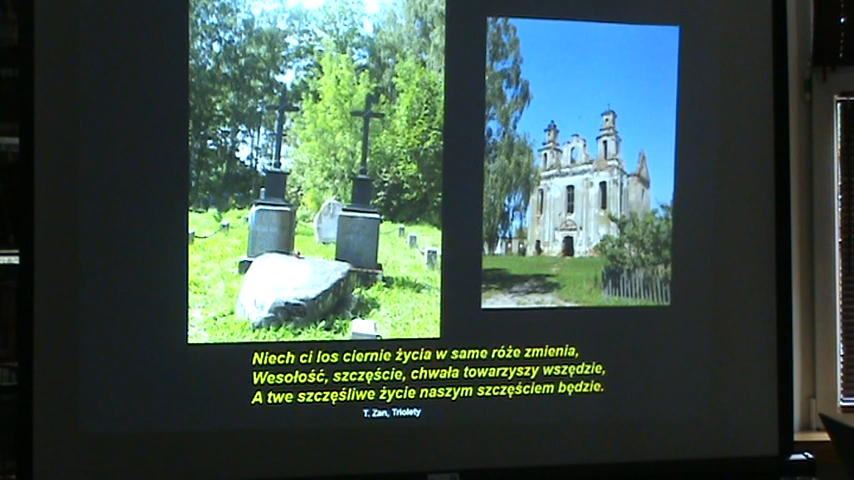 Niech ci los ciernie życia w same róże zmienia,
Wesołość, szczęście, chwała towarzyszy wszędzie,
A twe szczęśliwe życie naszym szczęściem będzie.
T. Zan, Triolety